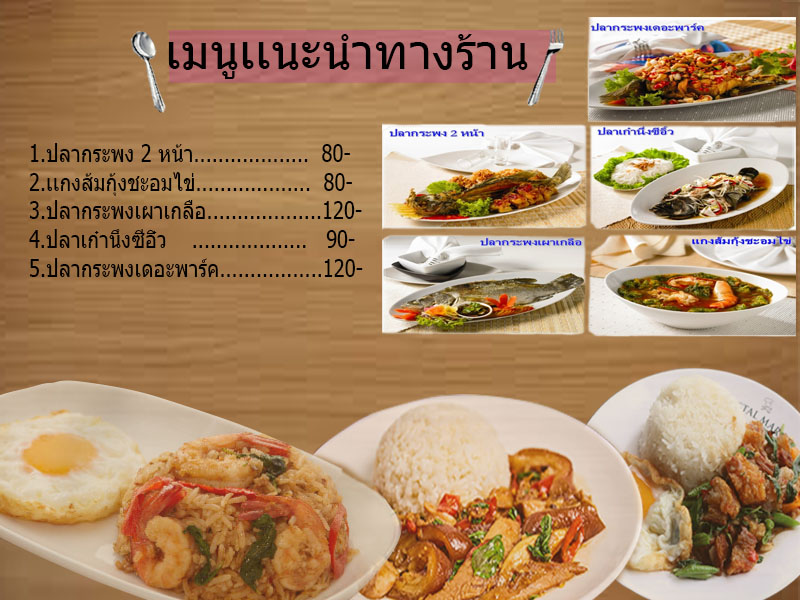 เมนูแนะนำทางร้าน
1.ปลากระพง 2 หน้า................... 80-
2.แกงส้มกุ้งชะอมไข่................... 80-
3.ปลากระพงเผาเกลือ...................120-
4.ปลาเก๋านึ่งซีอิ๊ว ................... 90-
5.ปลากระพงเดอะพาร์ค.................120-
ปลากระพงเดอะพาร์ค
ปลากระพง 2 หน้า
ปลาเก๋านึ่งซีอิ๊ว
ปลากระพงเผาเกลือ
แกงส้มกุ้งชะอมไข่